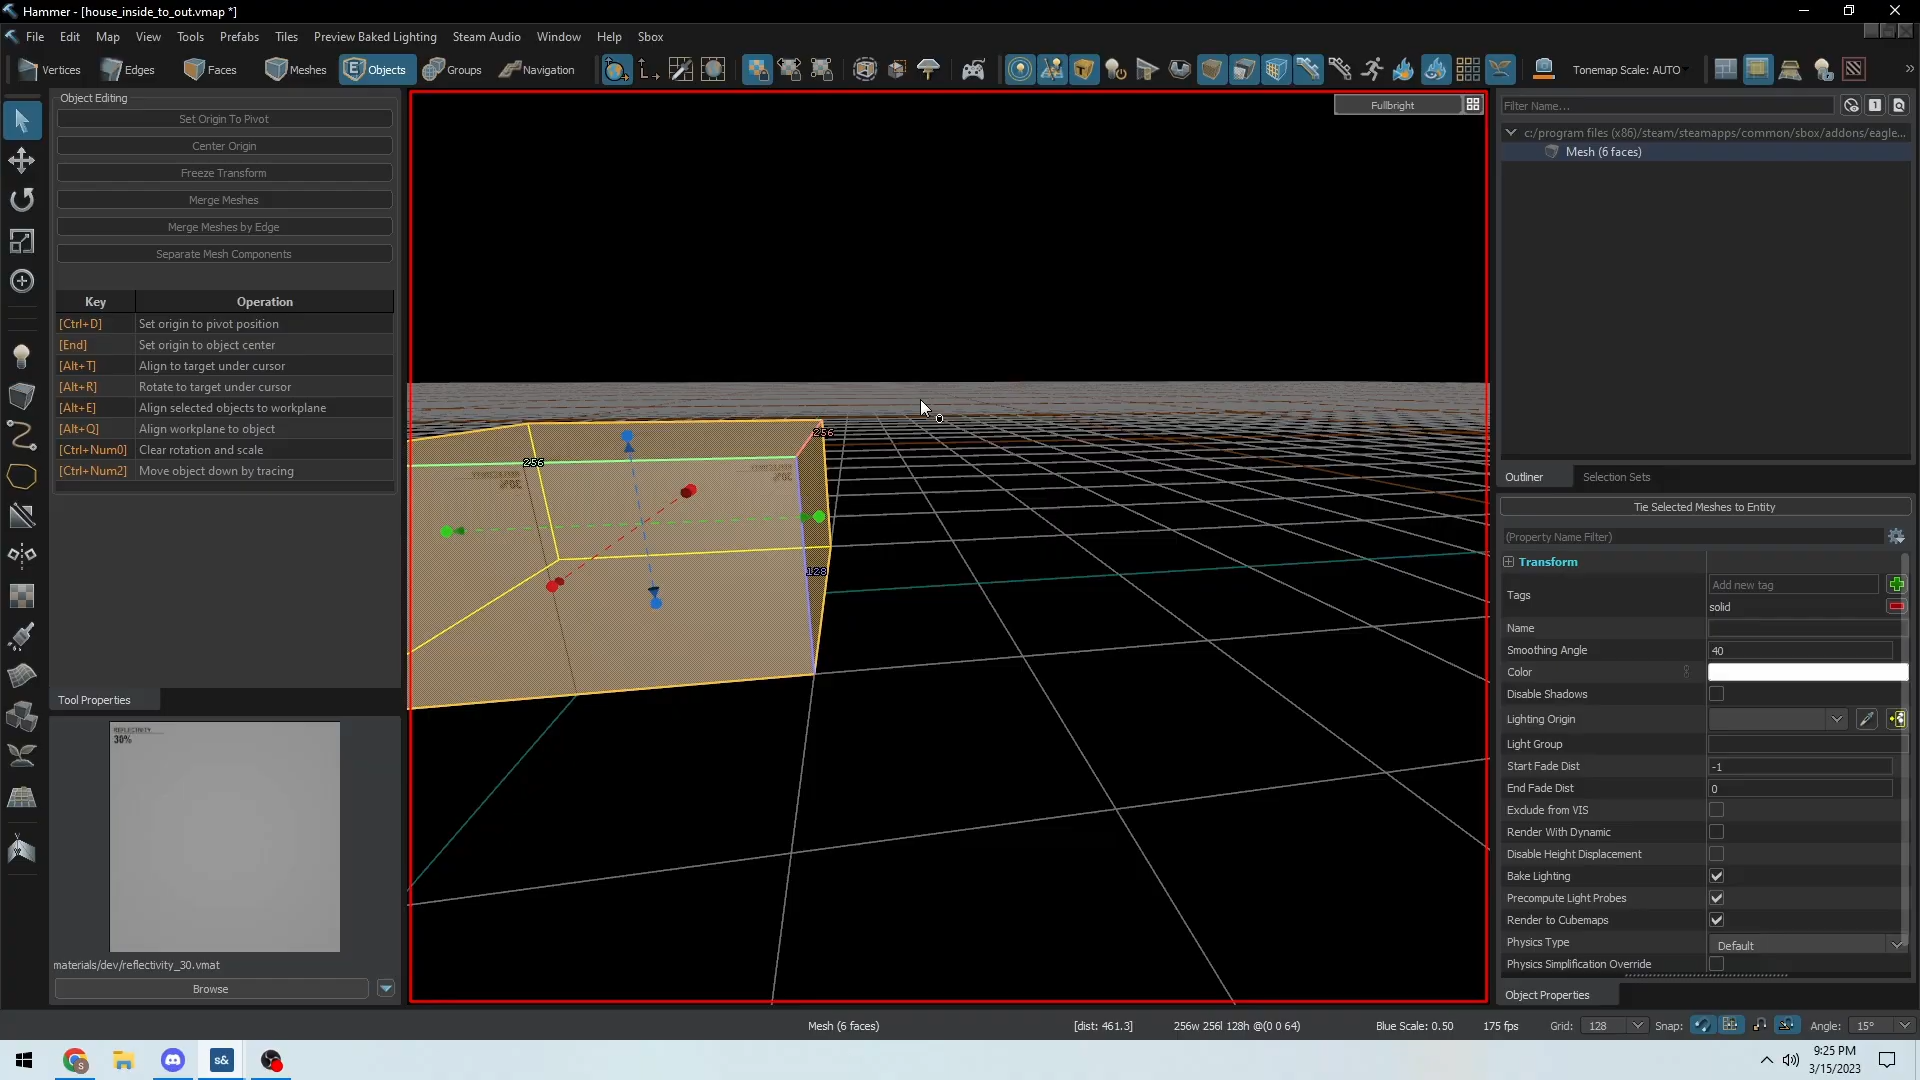 Hammer - [house_inside_to_out.vmap *]
File Edit Map View Tools Prefabs Tiles Preview Baked Lighting Steam Audio Window Help Sbox
Vertices Edges Faces Meshes Objects Groups Navigation Tonemap Scale: AUTO
Object Editing
Set Origin To Pivot
Center Origin
Freeze Transform
Merge Meshes
Merge Meshes by Edge
Separate Mesh Components
Key Operation
[Ctrl+D] Set origin to pivot position
[End] Set origin to object center
[Alt+T] Align to target under cursor
[Alt+R] Rotate to target under cursor
[Alt+E] Align selected objects to workplane
[Alt+Q] Align workplane to object
[Ctrl+Num0] Clear rotation and scale
[Ctrl+Num2] Move object down by tracing
Tool Properties
REFLECTIVITY
30%
materials/dev/reflectivity_30.vmat
Browse
Fullbright
256
256
128
REFLECTIVITY
30%
REFLECTIVITY
30%
Filter Name...
c:/program files (x86)/steam/steamapps/common/sbox/addons/eagle...
Mesh (6 faces)
Outliner Selection Sets
Tie Selected Meshes to Entity
(Property Name Filter)
Transform
Tags Add new tag
solid
Name
Smoothing Angle 40
Color
Disable Shadows
Lighting Origin
Light Group
Start Fade Dist -1
End Fade Dist 0
Exclude from VIS
Render With Dynamic
Disable Height Displacement
Bake Lighting
Precompute Light Probes
Render to Cubemaps
Physics Type Default
Physics Simplification Override
Object Properties
Mesh (6 faces) [dist: 461.3] 256w 256l 128h @(0 0 64) Blue Scale: 0.50 175 fps Grid: 128 Snap: Angle: 15°
s&
9:25 PM
3/15/2023